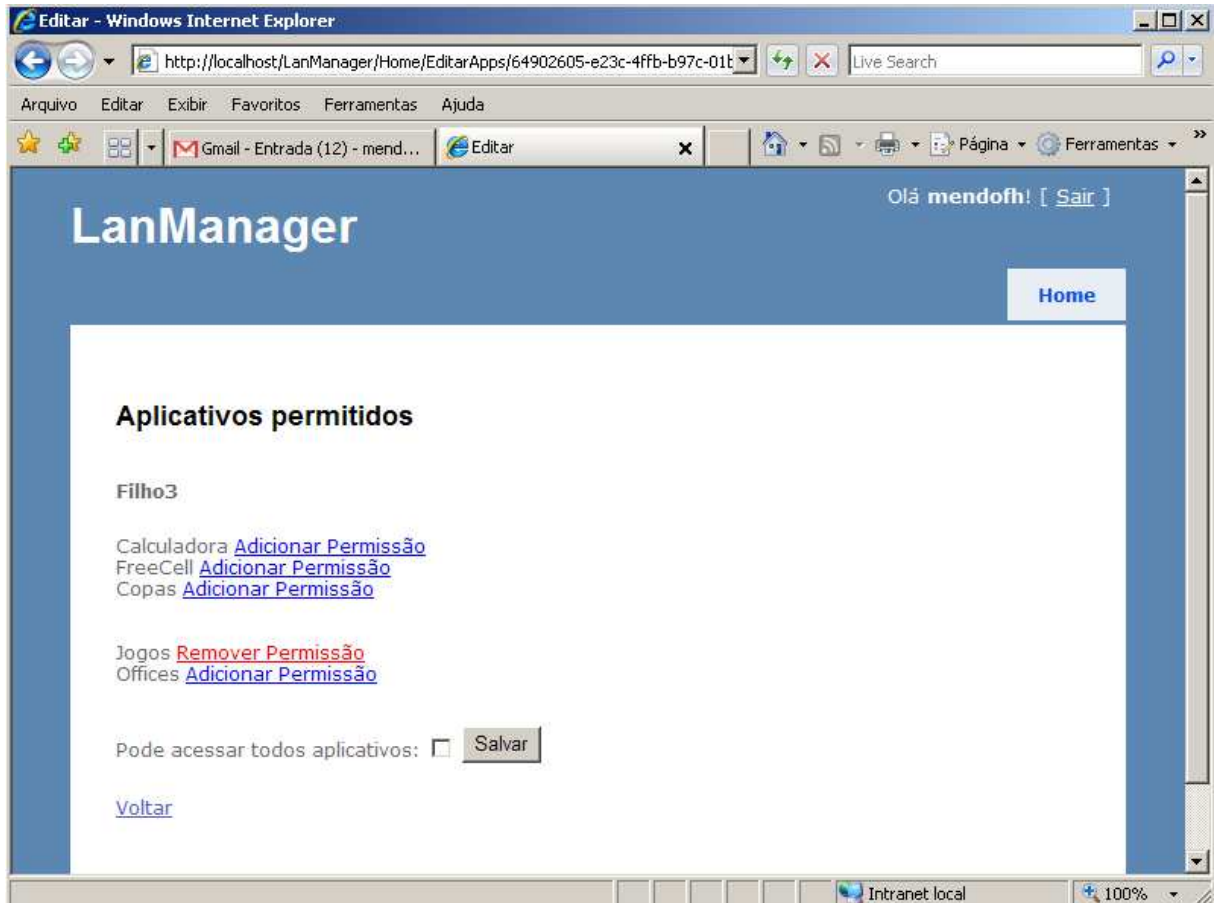 Editar - Windows Internet Explorer
http://localhost/LanManager/Home/EditarApps/64902605-e23c-4ffb-b97c-01b
Live Search
Arquivo Editar Exibir Favoritos Ferramentas Ajuda
Gmail - Entrada (12) - mend... Editar Página Ferramentas
Olá mendofh! [ Sair ]
LanManager
Home
Aplicativos permitidos
Filho3
Calculadora Adicionar Permissão
FreeCell Adicionar Permissão
Copas Adicionar Permissão
Jogos Remover Permissão
Offices Adicionar Permissão
Pode acessar todos aplicativos: Salvar
Voltar
Intranet local 100%